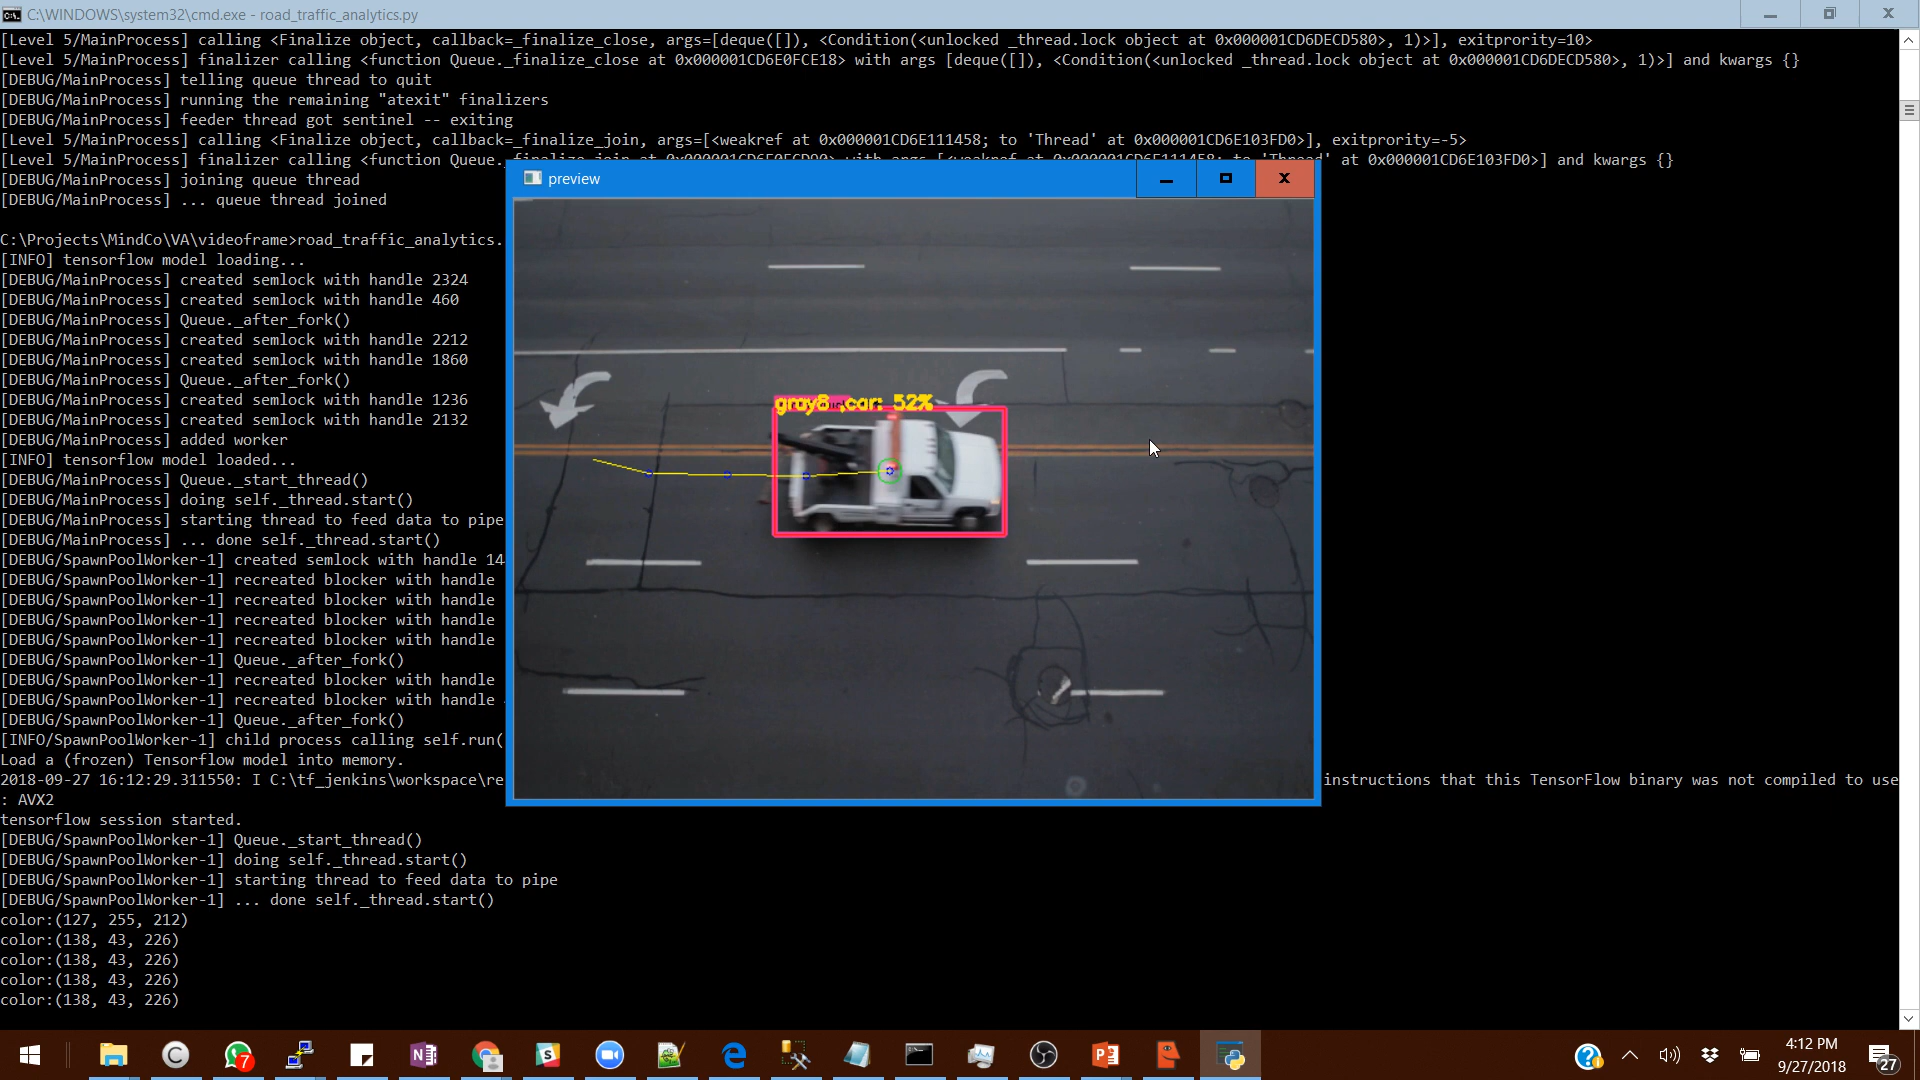 C:\WINDOWS\system32\cmd.exe - road_traffic_analytics.py
[Level 5/MainProcess] calling <Finalize object, callback=_finalize_close, args=[deque([]), <Condition(<unlocked _thread.lock object at 0x000001CD6DECD580>, 1)>], exitprority=10>
[Level 5/MainProcess] finalizer calling <function Queue._finalize_close at 0x000001CD6E0FCE18> with args [deque([]), <Condition(<unlocked _thread.lock object at 0x000001CD6DECD580>, 1)>] and kwargs {}
[DEBUG/MainProcess] telling queue thread to quit
[DEBUG/MainProcess] running the remaining "atexit" finalizers
[DEBUG/MainProcess] feeder thread got sentinel -- exiting
[Level 5/MainProcess] calling <Finalize object, callback=_finalize_join, args=[<weakref at 0x000001CD6E111458; to 'Thread' at 0x000001CD6E103FD0>], exitprority=-5>
[Level 5/MainProcess] finalizer calling <function Queue._finalize_join at with args [<weakref at 0x000001CD6E111458; to 'Thread' at 0x000001CD6E103FD0>] and kwargs {}
[DEBUG/MainProcess] joining queue thread
[DEBUG/MainProcess] ... queue thread joined
C:\Projects\MindCo\VA\videoframe>road_traffic_analytics.
[INFO] tensorflow model loading...
[DEBUG/MainProcess] created semlock with handle 2324
[DEBUG/MainProcess] created semlock with handle 460
[DEBUG/MainProcess] Queue._after_fork()
[DEBUG/MainProcess] created semlock with handle 2212
[DEBUG/MainProcess] created semlock with handle 1860
[DEBUG/MainProcess] Queue._after_fork()
[DEBUG/MainProcess] created semlock with handle 1236
[DEBUG/MainProcess] created semlock with handle 2132
[DEBUG/MainProcess] added worker
[INFO] tensorflow model loaded...
[DEBUG/MainProcess] Queue._start_thread()
[DEBUG/MainProcess] doing self._thread.start()
[DEBUG/MainProcess] starting thread to feed data to pipe
[DEBUG/MainProcess] ... done self._thread.start()
[DEBUG/SpawnPoolWorker-1] created semlock with handle 14
[DEBUG/SpawnPoolWorker-1] recreated blocker with handle
[DEBUG/SpawnPoolWorker-1] recreated blocker with handle
[DEBUG/SpawnPoolWorker-1] recreated blocker with handle
[DEBUG/SpawnPoolWorker-1] recreated blocker with handle
[DEBUG/SpawnPoolWorker-1] Queue._after_fork()
[DEBUG/SpawnPoolWorker-1] recreated blocker with handle
[DEBUG/SpawnPoolWorker-1] recreated blocker with handle
[DEBUG/SpawnPoolWorker-1] Queue._after_fork()
[INFO/SpawnPoolWorker-1] child process calling self.run(
Load a (frozen) Tensorflow model into memory.
2018-09-27 16:12:29.311550: I C:\tf_jenkins\workspace\re instructions that this TensorFlow binary was not compiled to use
: AVX2
tensorflow session started.
[DEBUG/SpawnPoolWorker-1] Queue._start_thread()
[DEBUG/SpawnPoolWorker-1] doing self._thread.start()
[DEBUG/SpawnPoolWorker-1] starting thread to feed data to pipe
[DEBUG/SpawnPoolWorker-1] ... done self._thread.start()
color:(127, 255, 212)
color:(138, 43, 226)
color:(138, 43, 226)
color:(138, 43, 226)
color:(138, 43, 226)
preview
gray8 ,car: 52%
7
4:12 PM
9/27/2018
27